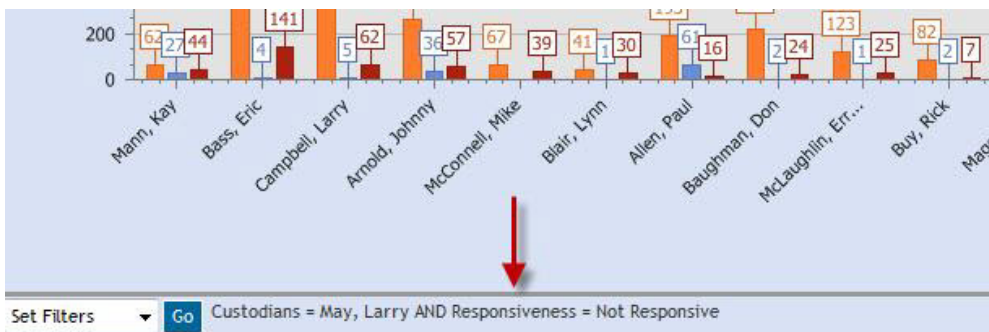 62 27 44 4 141 5 62 36 57 67 39 41 1 30 61 16 2 24 123 1 25 82 2 7
200
0
Mann, Kay
Bass, Eric
Campbell, Larry
Arnold, Johnny
McConnell, Mike
Blair, Lynn
Allen, Paul
Baughman, Don
McLaughlin, Err...
Buy, Rick
Set Filters Go Custodians = May, Larry AND Responsiveness = Not Responsive